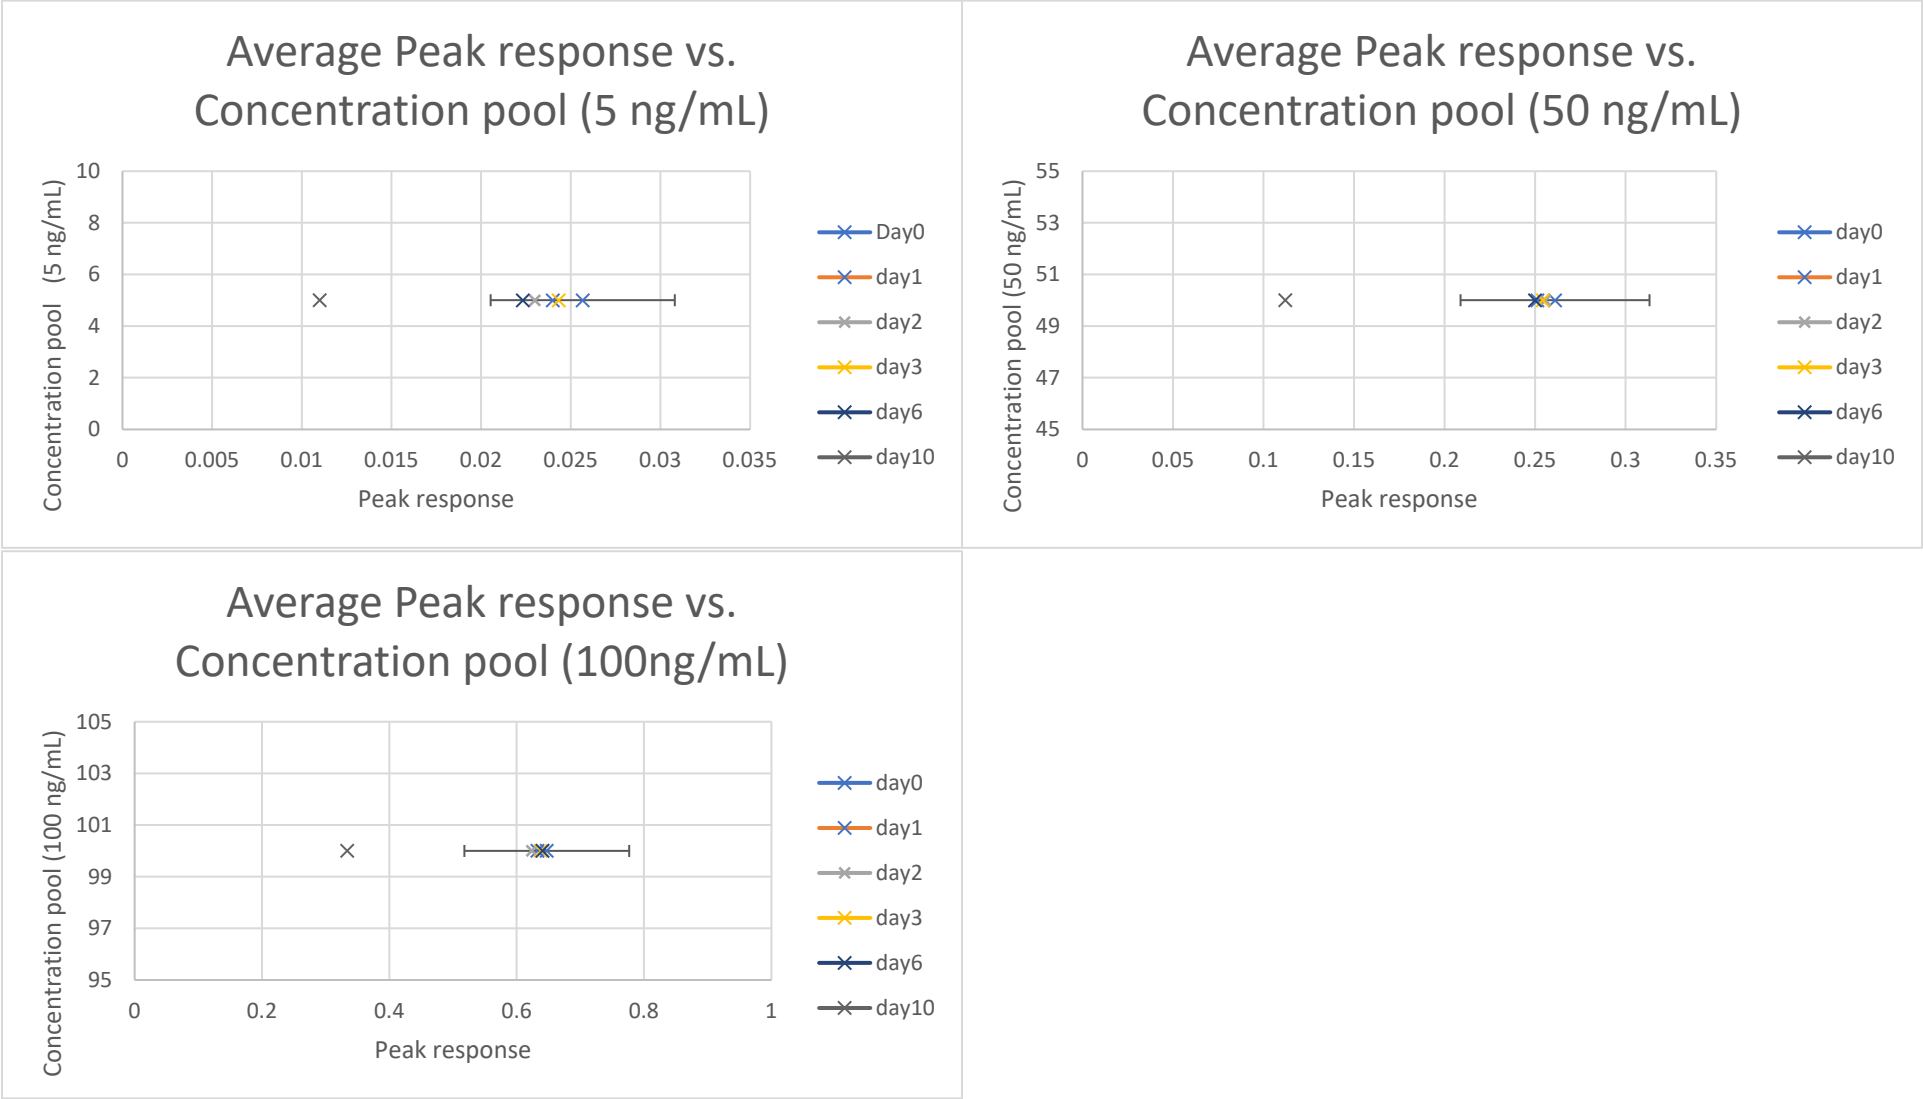 Average Peak response vs.
Concentration pool (5 ng/mL)
Concentration pool  (5 ng/mL)
10
8
6
4
2
0
0 0.005 0.01 0.015 0.02 0.025 0.03 0.035
Peak response
Day0
day1
day2
day3
day6
day10
Average Peak response vs.
Concentration pool (50 ng/mL)
Concentration pool (50 ng/mL)
55
53
51
49
47
45
0 0.05 0.1 0.15 0.2 0.25 0.3 0.35
Peak response
day0
day1
day2
day3
day6
day10
Average Peak response vs.
Concentration pool (100ng/mL)
Concentration pool (100 ng/mL)
105
103
101
99
97
95
0 0.2 0.4 0.6 0.8 1
Peak response
day0
day1
day2
day3
day6
day10